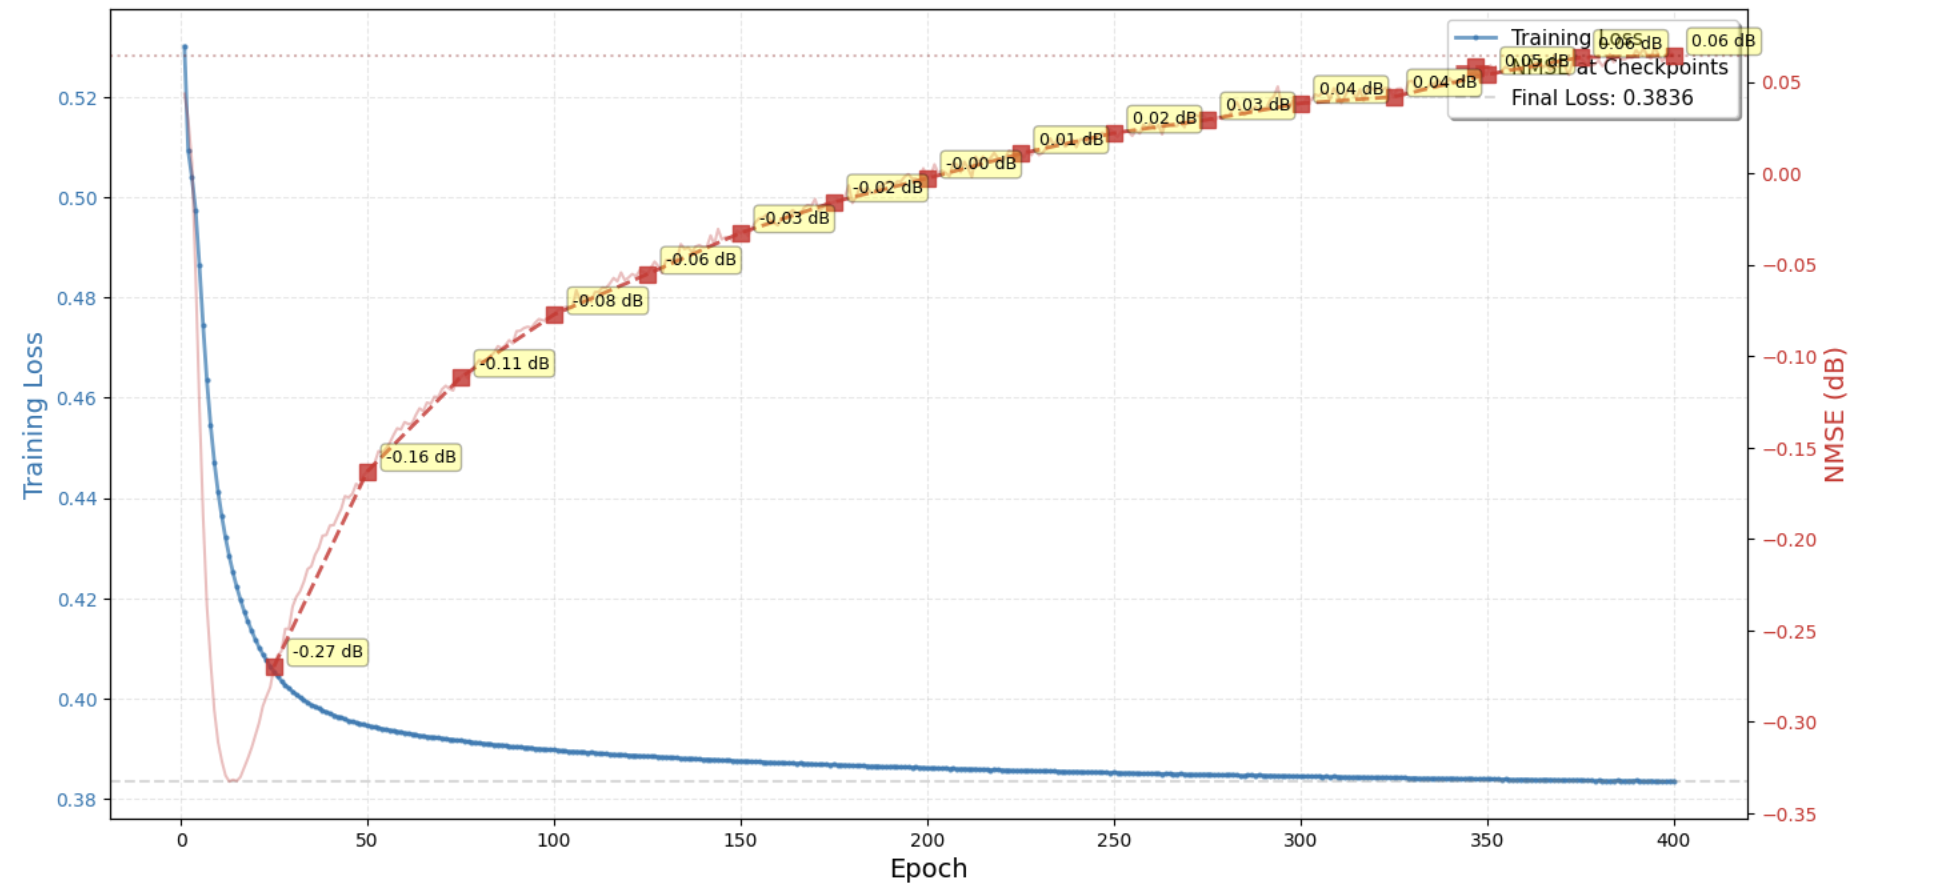 Training Loss
NMSE at Checkpoints
Final Loss: 0.3836
0.52
0.50
0.48
0.46
0.44
0.42
0.40
0.38
Training Loss
-0.27 dB
-0.16 dB
-0.11 dB
-0.08 dB
-0.06 dB
-0.03 dB
-0.02 dB
-0.00 dB
0.01 dB
0.02 dB
0.03 dB
0.04 dB
0.04 dB
0.05 dB
0.06 dB
0.06 dB
0.05
0.00
−0.05
−0.10
−0.15
−0.20
−0.25
−0.30
−0.35
NMSE (dB)
0 50 100 150 200 250 300 350 400
Epoch